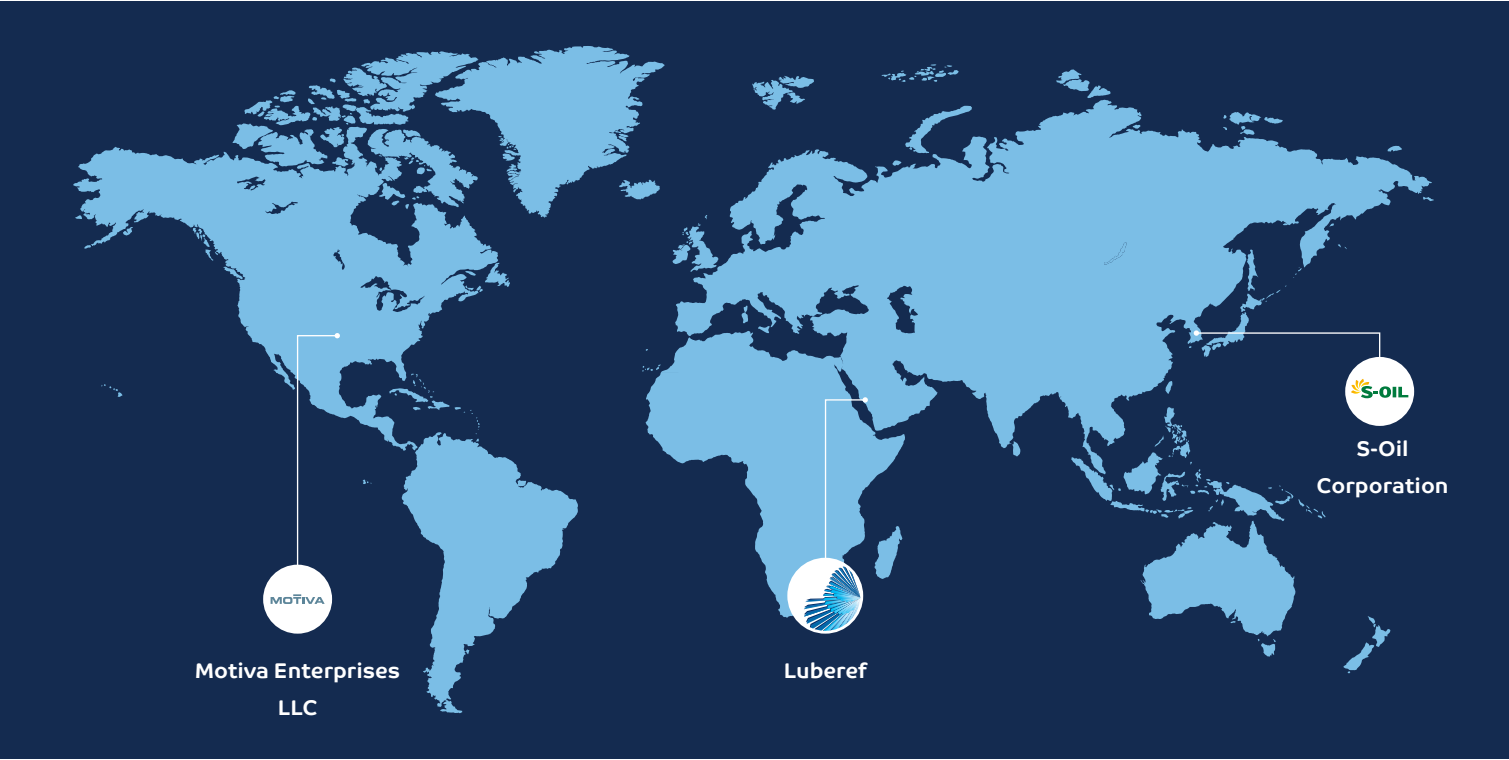 S-OIL
S-Oil
Corporation
MOTIVA
Motiva Enterprises
LLC
Luberef